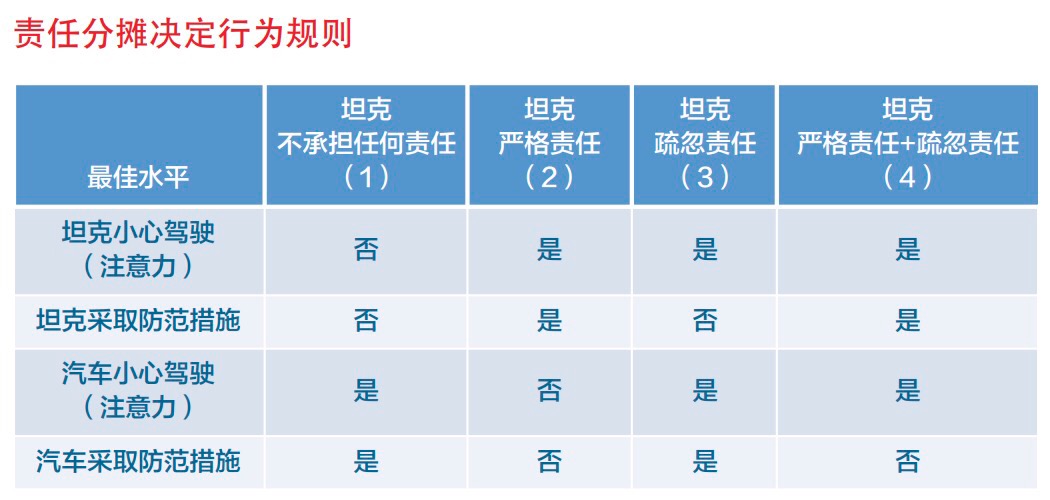 责任分摊决定行为规则
最佳水平
坦克
不承担任何责任
（1）
坦克
严格责任
（2）
坦克
疏忽责任
（3）
坦克
严格责任+疏忽责任
（4）
坦克小心驾驶
（注意力）
否
是
是
是
坦克采取防范措施
否
是
否
是
汽车小心驾驶
（注意力）
是
否
是
是
汽车采取防范措施
是
否
是
否